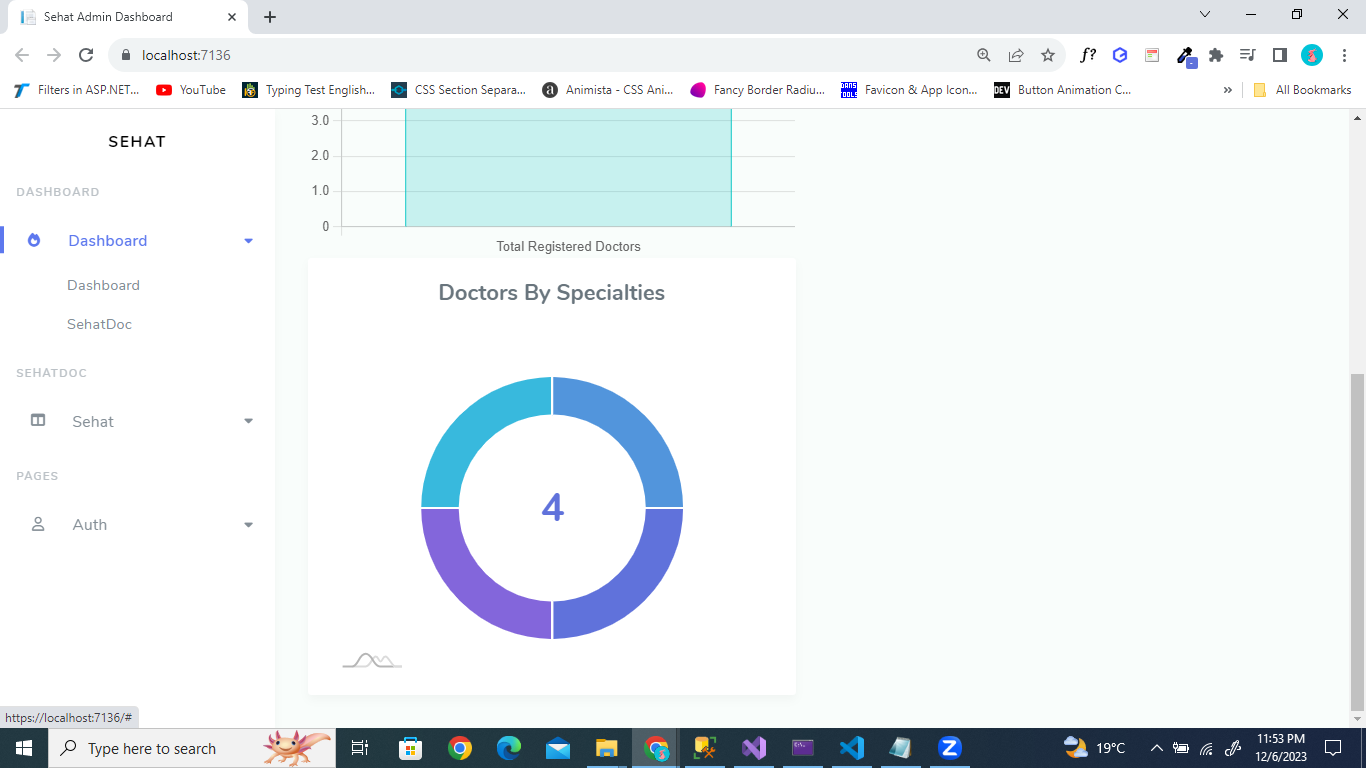 Sehat Admin Dashboard
localhost:7136
f?
Filters in ASP.NET...
YouTube
Typing Test English...
CSS Section Separa...
a
Animista - CSS Ani...
Fancy Border Radiu...
DANS TOOLS
Favicon & App Icon...
DEV
Button Animation C...
»
All Bookmarks
SEHAT
DASHBOARD
Dashboard
Dashboard
SehatDoc
SEHATDOC
Sehat
PAGES
Auth
3.0
2.0
1.0
0
Total Registered Doctors
Doctors By Specialties
4
https://localhost:7136/#
Type here to search
19°C
11:53 PM
12/6/2023